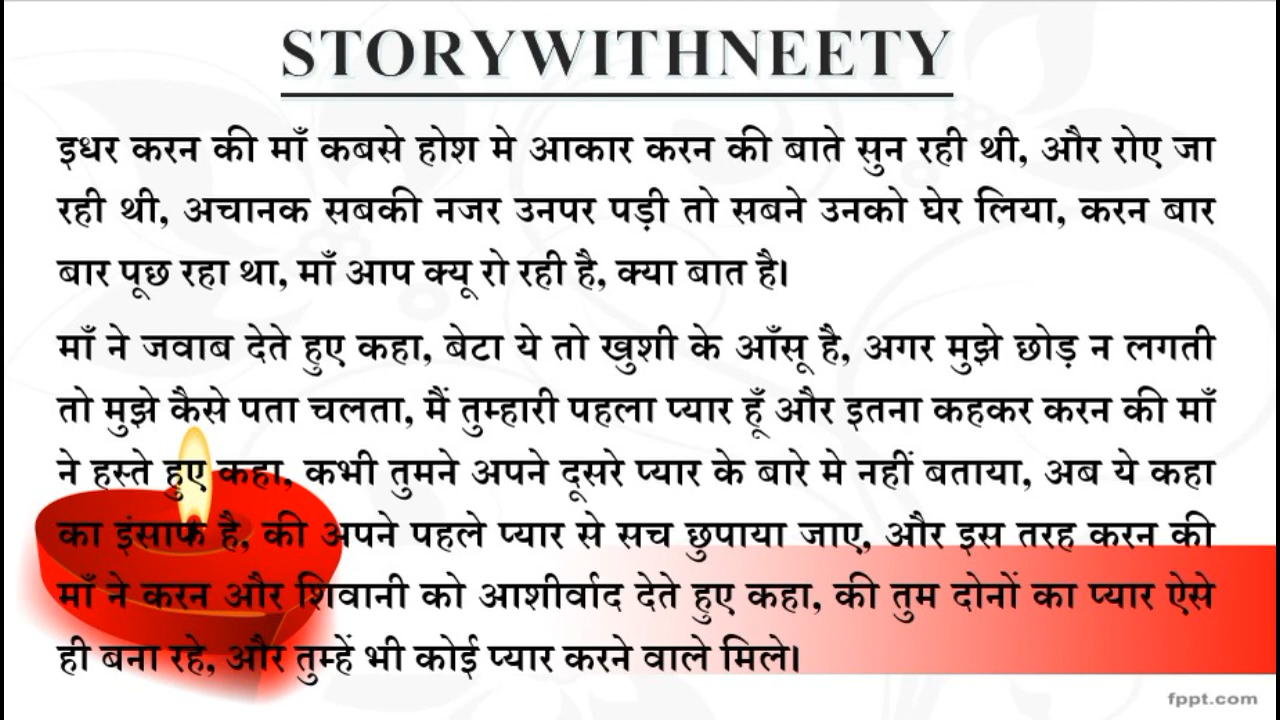 STORYWITHNEETY
इधर करन की माँ कबसे होश मे आकार करन की बाते सुन रही थी, और रोए जा
रही थी, अचानक सबकी नजर उनपर पड़ी तो सबने उनको घेर लिया, करन बार
बार पूछ रहा था, माँ आप क्यू रो रही है, क्या बात है।
माँ ने जवाब देते हुए कहा, बेटा ये तो खुशी के आँसू है, अगर मुझे छोड़ न लगती
तो मुझे कैसे पता चलता, मैं तुम्हारी पहला प्यार हूँ और इतना कहकर करन की माँ
ने हस्ते हुए कहा, कभी तुमने अपने दूसरे प्यार के बारे मे नहीं बताया, अब ये कहा
का इंसाफ है, की अपने पहले प्यार से सच छुपाया जाए, और इस तरह करन की
माँ ने करन और शिवानी को आशीर्वाद देते हुए कहा, की तुम दोनों का प्यार ऐसे
ही बना रहे, और तुम्हें भी कोई प्यार करने वाले मिले।
fppt.com